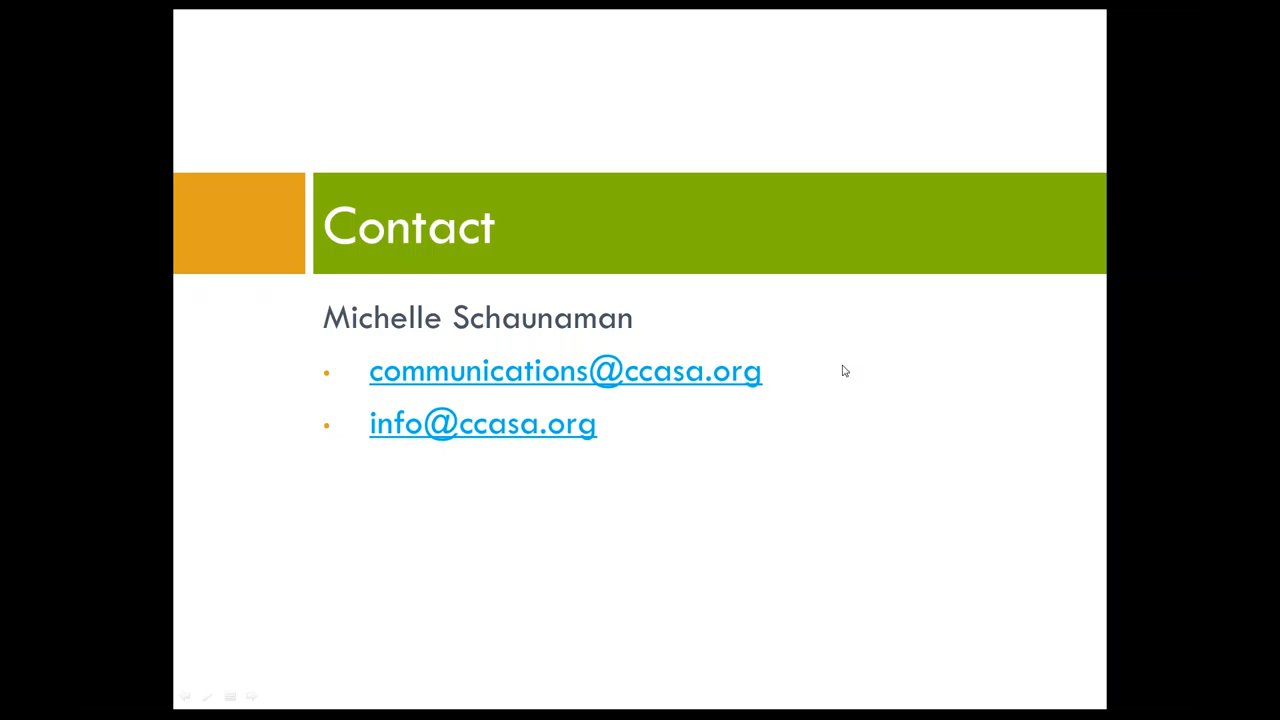 Contact
Michelle Schaunaman
• communications@ccasa.org
• info@ccasa.org